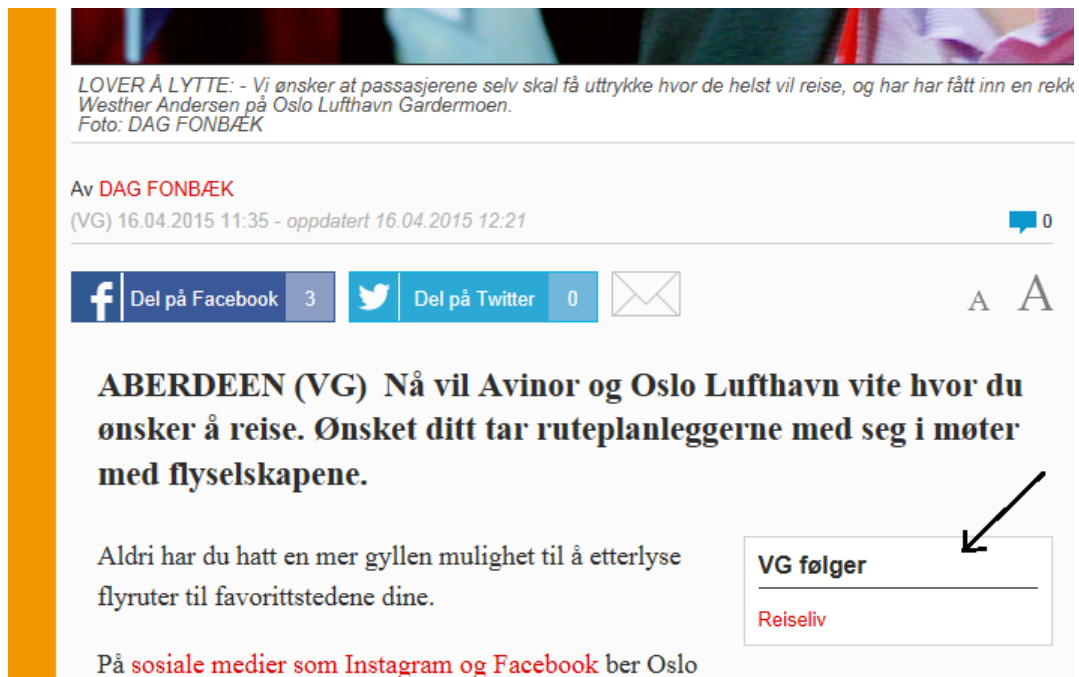 LOVER Å LYTTE: - Vi ønsker at passasjerene selv skal få uttrykke hvor de helst vil reise, og har har fått inn en rekk
Westher Andersen på Oslo Lufthavn Gardermoen.
Foto: DAG FONBÆK
Av DAG FONBÆK
(VG) 16.04.2015 11:35 - oppdatert 16.04.2015 12:21
0
Del på Facebook 3 Del på Twitter 0
A A
ABERDEEN (VG) Nå vil Avinor og Oslo Lufthavn vite hvor du
ønsker å reise. Ønsket ditt tar ruteplanleggerne med seg i møter
med flyselskapene.
Aldri har du hatt en mer gyllen mulighet til å etterlyse
flyruter til favorittstedene dine.
VG følger
Reiseliv
På sosiale medier som Instagram og Facebook ber Oslo